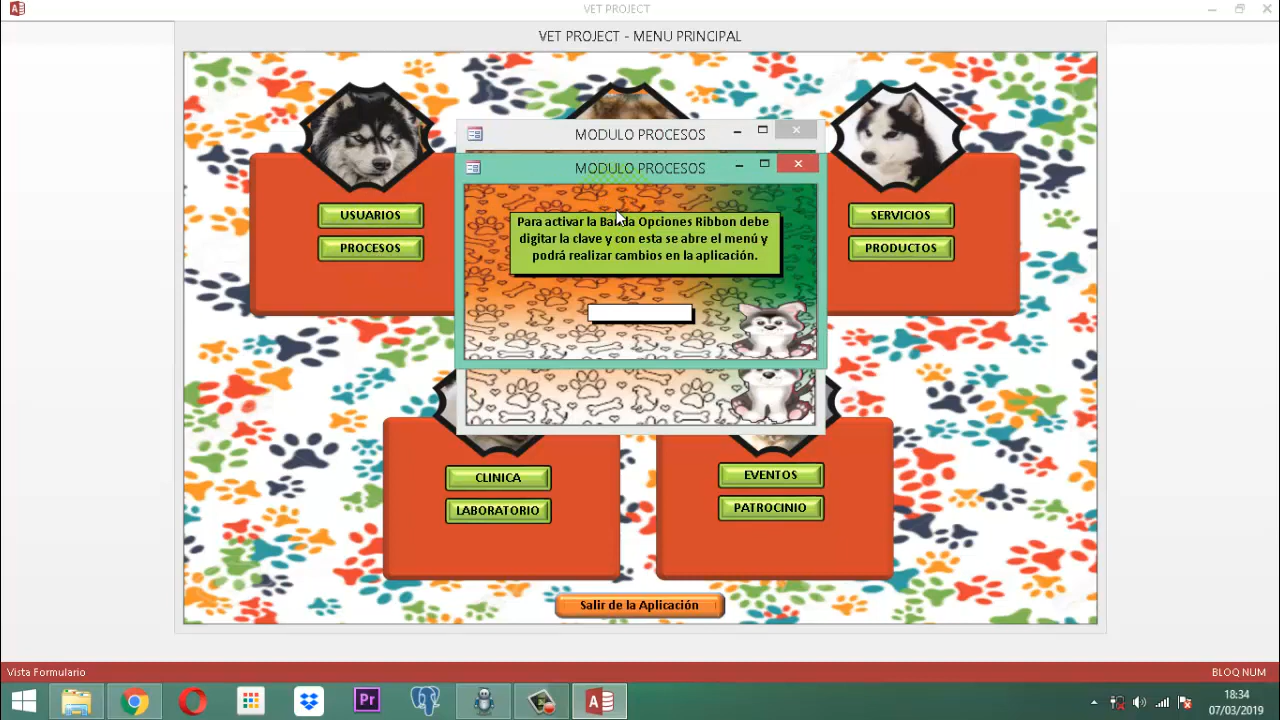 VET PROJECT
VET PROJECT - MENU PRINCIPAL
MODULO PROCESOS
MODULO PROCESOS
Para activar la Banda Opciones Ribbon debe
digitar la clave y con esta se abre el menú y
podrá realizar cambios en la aplicación.
USUARIOS
PROCESOS
SERVICIOS
PRODUCTOS
CLINICA
LABORATORIO
EVENTOS
PATROCINIO
Salir de la Aplicación
Vista Formulario
BLOQ NUM
Pr
18:34
07/03/2019